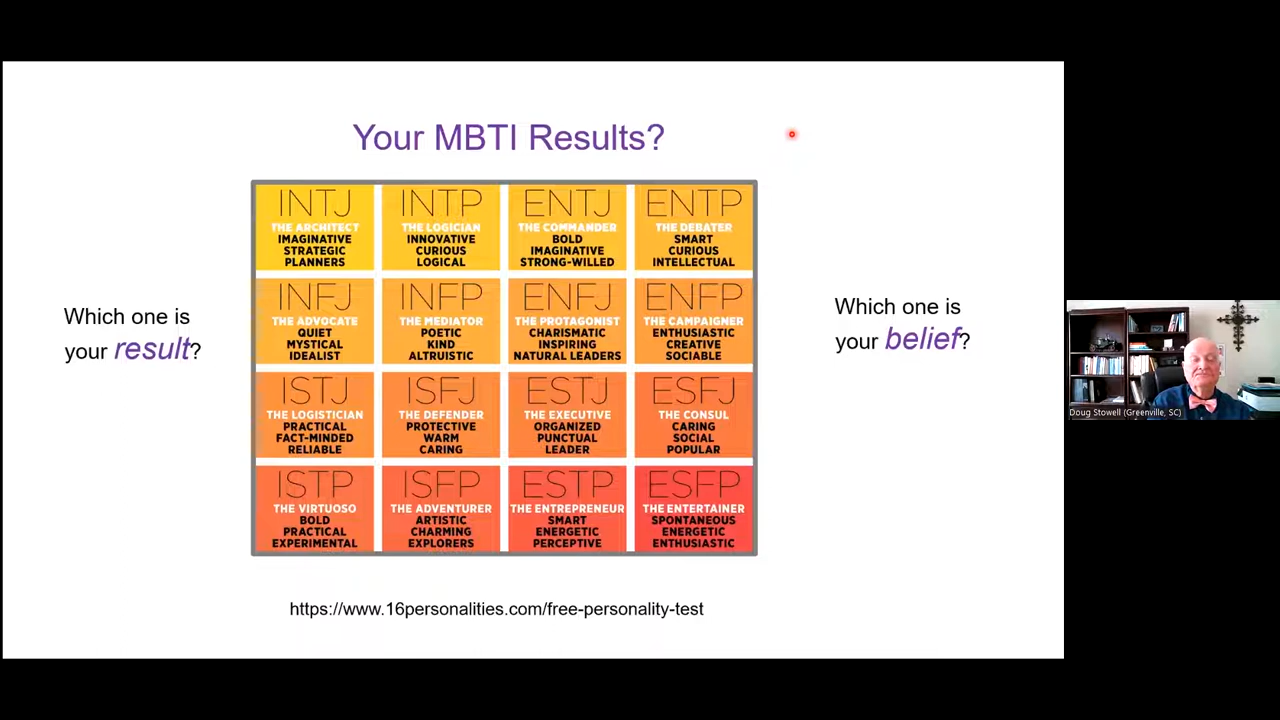 Your MBTI Results?
Which one is
your result?
INTJ
THE ARCHITECT
IMAGINATIVE
STRATEGIC
PLANNERS
INTP
THE LOGICIAN
INNOVATIVE
CURIOUS
LOGICAL
ENTJ
THE COMMANDER
BOLD
IMAGINATIVE
STRONG-WILLED
ENTP
THE DEBATER
SMART
CURIOUS
INTELLECTUAL
INFJ
THE ADVOCATE
QUIET
MYSTICAL
IDEALIST
INFP
THE MEDIATOR
POETIC
KIND
ALTRUISTIC
ENFJ
THE PROTAGONIST
CHARISMATIC
INSPIRING
NATURAL LEADERS
ENFP
THE CAMPAIGNER
ENTHUSIASTIC
CREATIVE
SOCIABLE
ISTJ
THE LOGISTICIAN
PRACTICAL
FACT-MINDED
RELIABLE
ISFJ
THE DEFENDER
PROTECTIVE
WARM
CARING
ESTJ
THE EXECUTIVE
ORGANIZED
PUNCTUAL
LEADER
ESFJ
THE CONSUL
CARING
SOCIAL
POPULAR
ISTP
THE VIRTUOSO
BOLD
PRACTICAL
EXPERIMENTAL
ISFP
THE ADVENTURER
ARTISTIC
CHARMING
EXPLORERS
ESTP
THE ENTREPRENEUR
SMART
ENERGETIC
PERCEPTIVE
ESFP
THE ENTERTAINER
SPONTANEOUS
ENERGETIC
ENTHUSIASTIC
Which one is
your belief?
https://www.16personalities.com/free-personality-test
Doug Stowell (Greenville, SC)